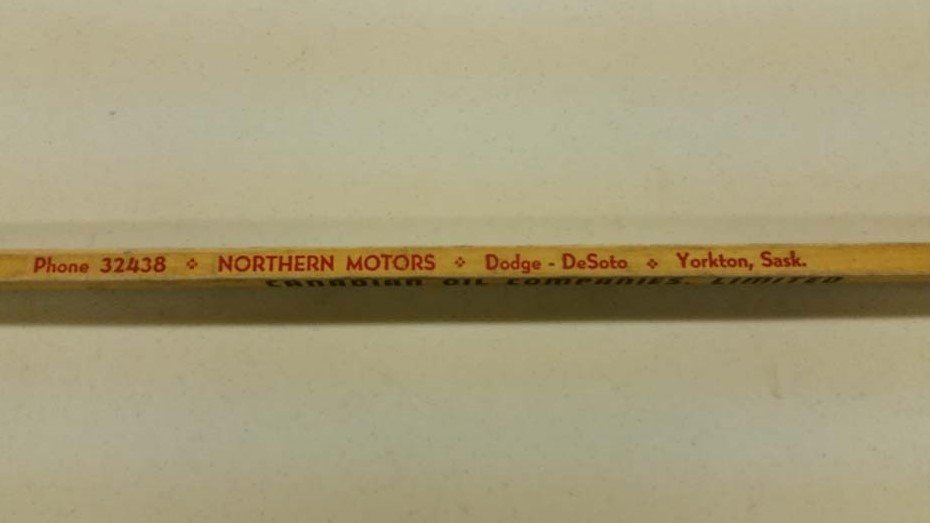 Phone 32438 ❖ NORTHERN MOTORS ❖ Dodge - DeSoto ❖ Yorkton, Sask.
CANADIAN OIL COMPANIES, LIMITED